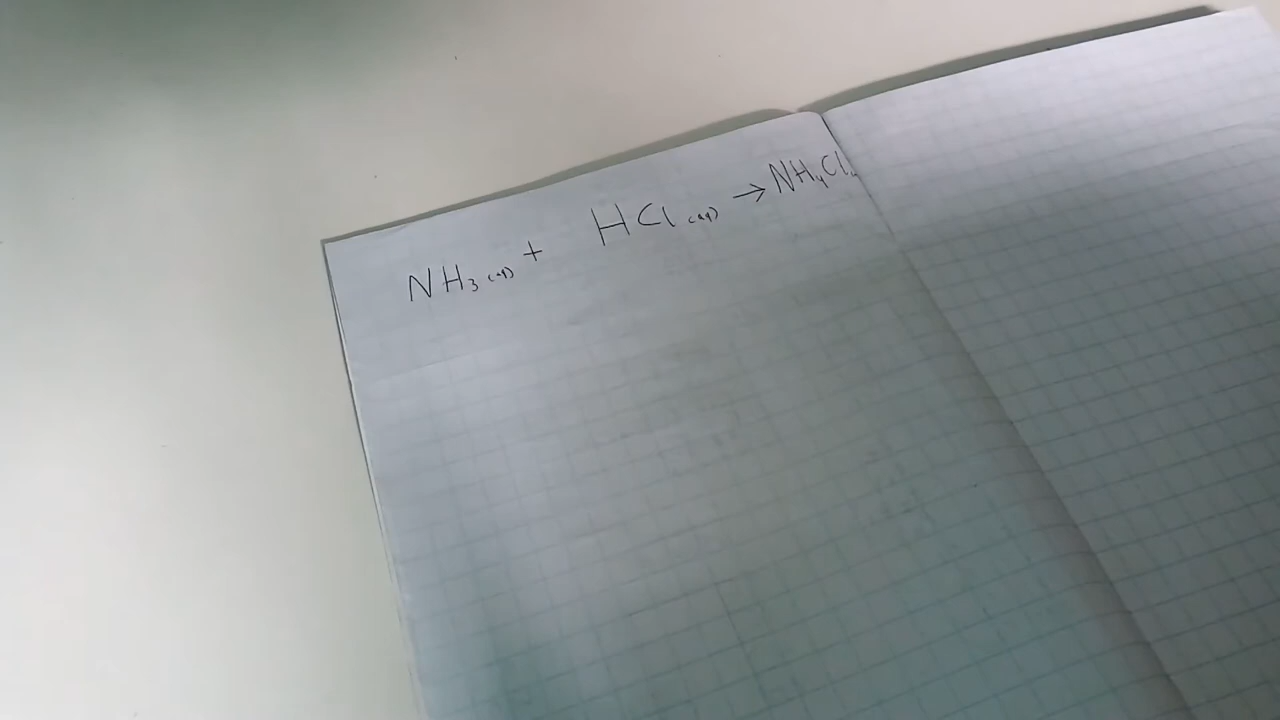 NH₃(aq) + HCl(aq) → NH₄Cl